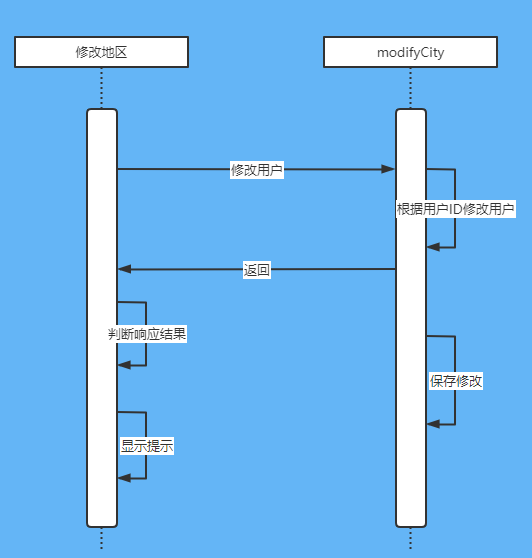 修改地区
modifyCity
修改用户
根据用户ID修改用户
返回
判断响应结果
保存修改
显示提示